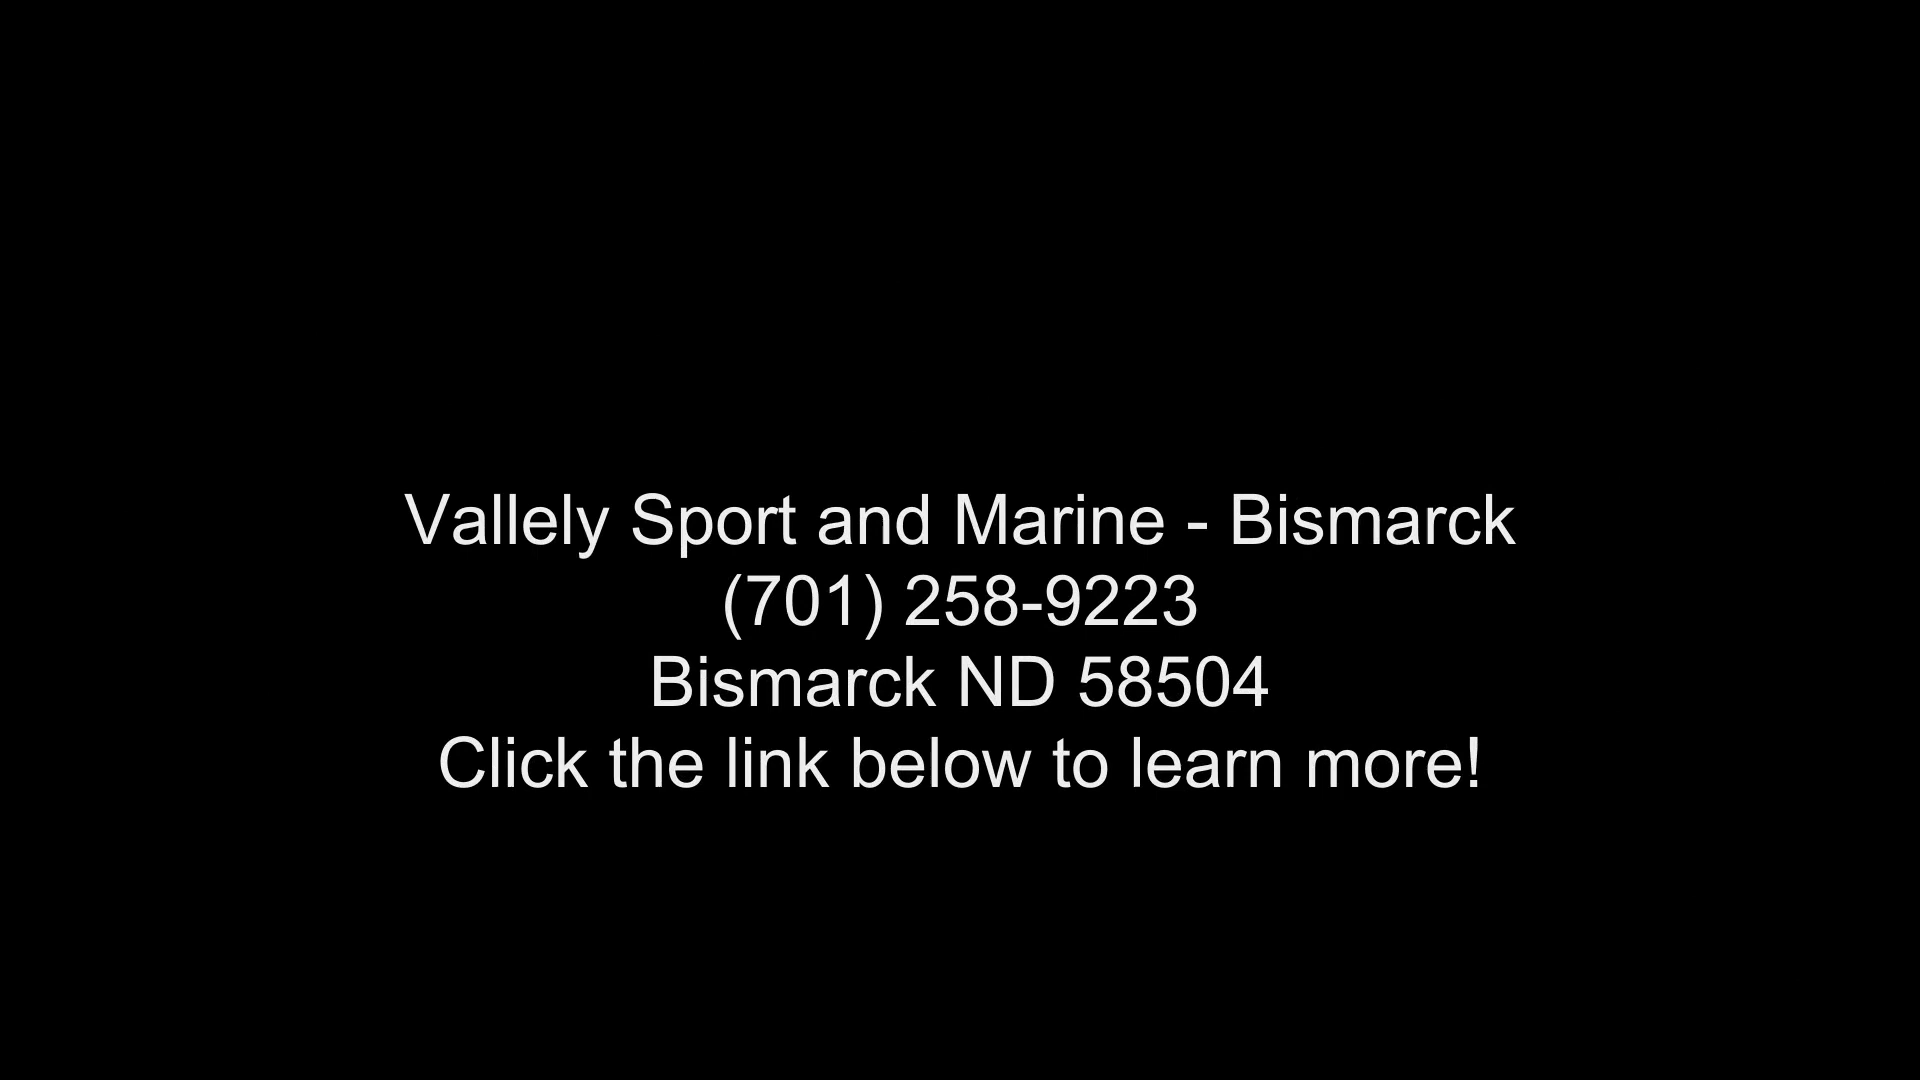 Vallely Sport and Marine - Bismarck
(701) 258-9223
Bismarck ND 58504
Click the link below to learn more!